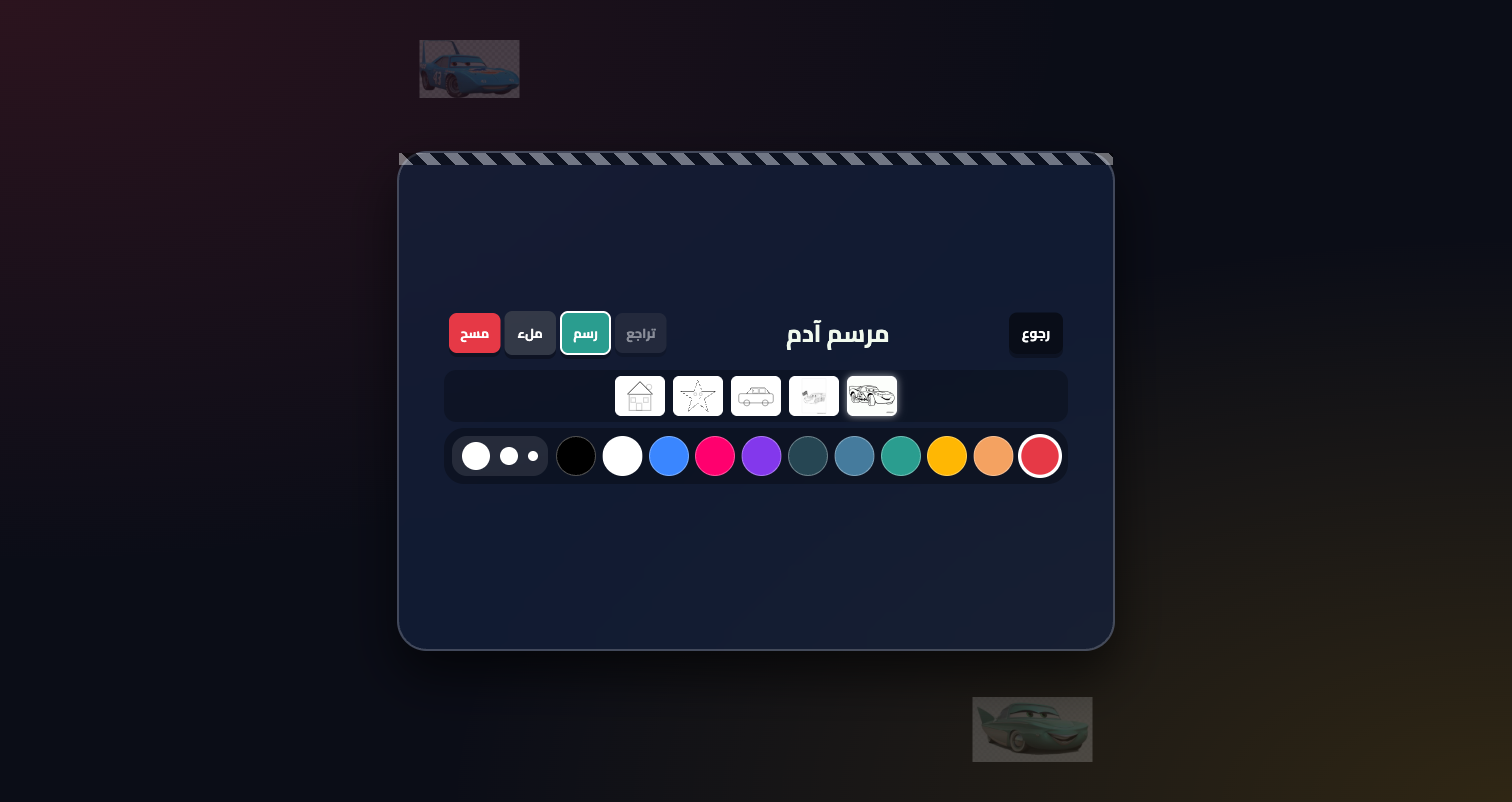 رجوع
مرسم آدم
تراجع
رسم
ملء
مسح